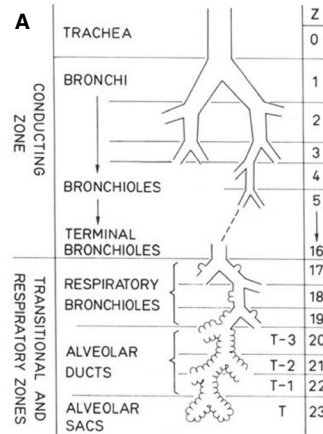 A
Z
TRACHEA
0
BRONCHI
1
2
3
4
BRONCHIOLES
5
TERMINAL
BRONCHIOLES
16
CONDUCTING
ZONE
17
RESPIRATORY
BRONCHIOLES
18
19
ALVEOLAR
DUCTS
T-3
20
T-2
21
T-1
22
ALVEOLAR
SACS
T
23
TRANSITIONAL AND
RESPIRATORY ZONES